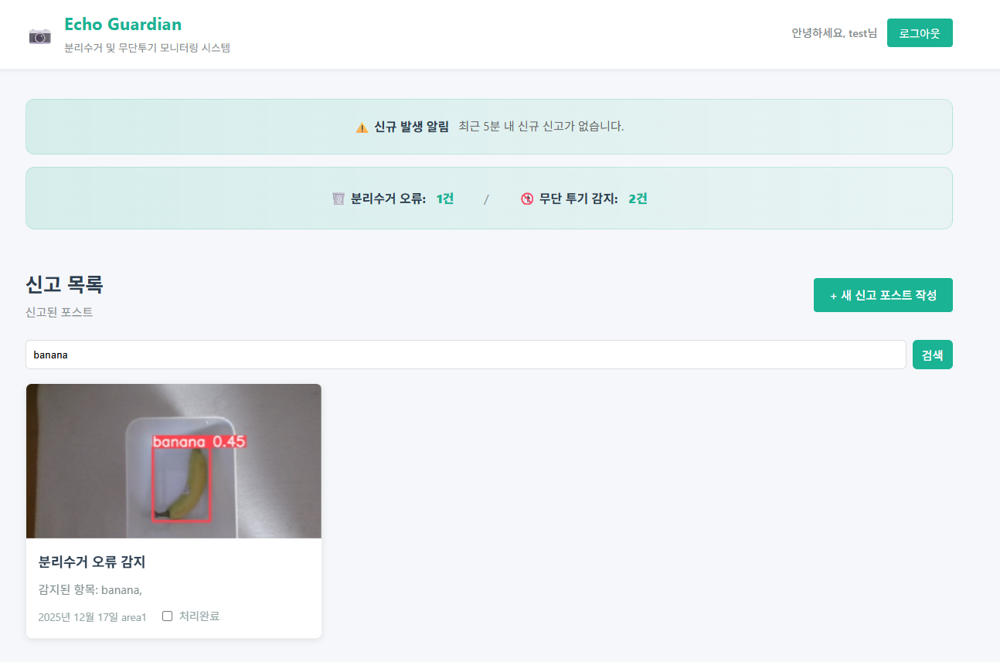 Echo Guardian
분리수거 및 무단투기 모니터링 시스템
안녕하세요, test님
로그아웃
신규 발생 알림 최근 5분 내 신규 신고가 없습니다.
분리수거 오류: 1건 / 무단 투기 감지: 2건
신고 목록
신고된 포스트
+ 새 신고 포스트 작성
banana
검색
banana 0.45
분리수거 오류 감지
감지된 항목: banana,
2025년 12월 17일 area1 처리완료